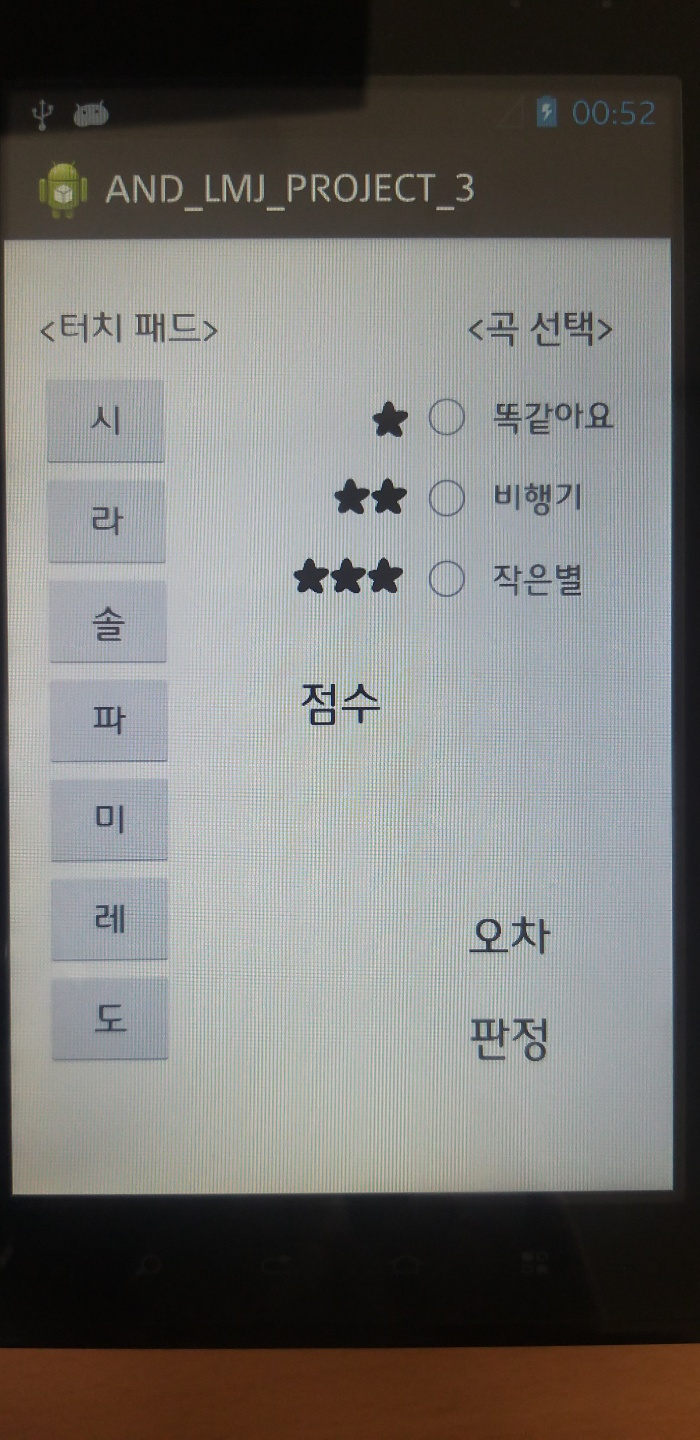 00:52
AND_LMJ_PROJECT_3
<터치 패드> <곡 선택>
시 ★ 똑같아요
라 ★★ 비행기
솔 ★★★ 작은별
파 점수
미
레 오차
도 판정